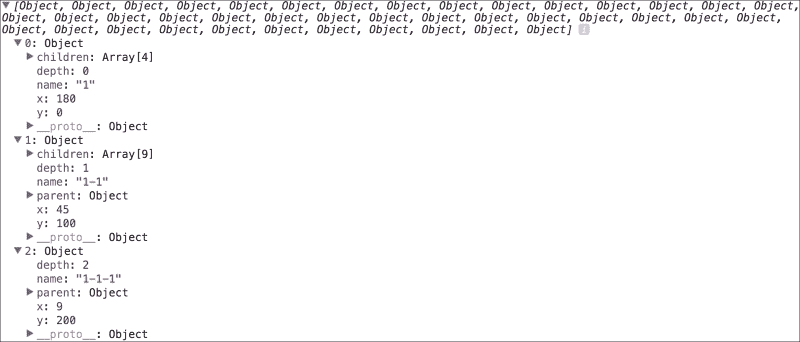 [Object, Object, Object, Object, Object, Object, Object, Object, Object, Object, Object, Object, Object, Object, Object,
Object, Object, Object, Object, Object, Object, Object, Object, Object, Object, Object, Object, Object, Object, Object,
Object, Object, Object, Object, Object, Object, Object, Object, Object, Object, Object] i
0: Object
children: Array[4]
depth: 0
name: "1"
x: 180
y: 0
__proto__: Object
1: Object
children: Array[9]
depth: 1
name: "1-1"
parent: Object
x: 45
y: 100
__proto__: Object
2: Object
depth: 2
name: "1-1-1"
parent: Object
x: 9
y: 200
__proto__: Object